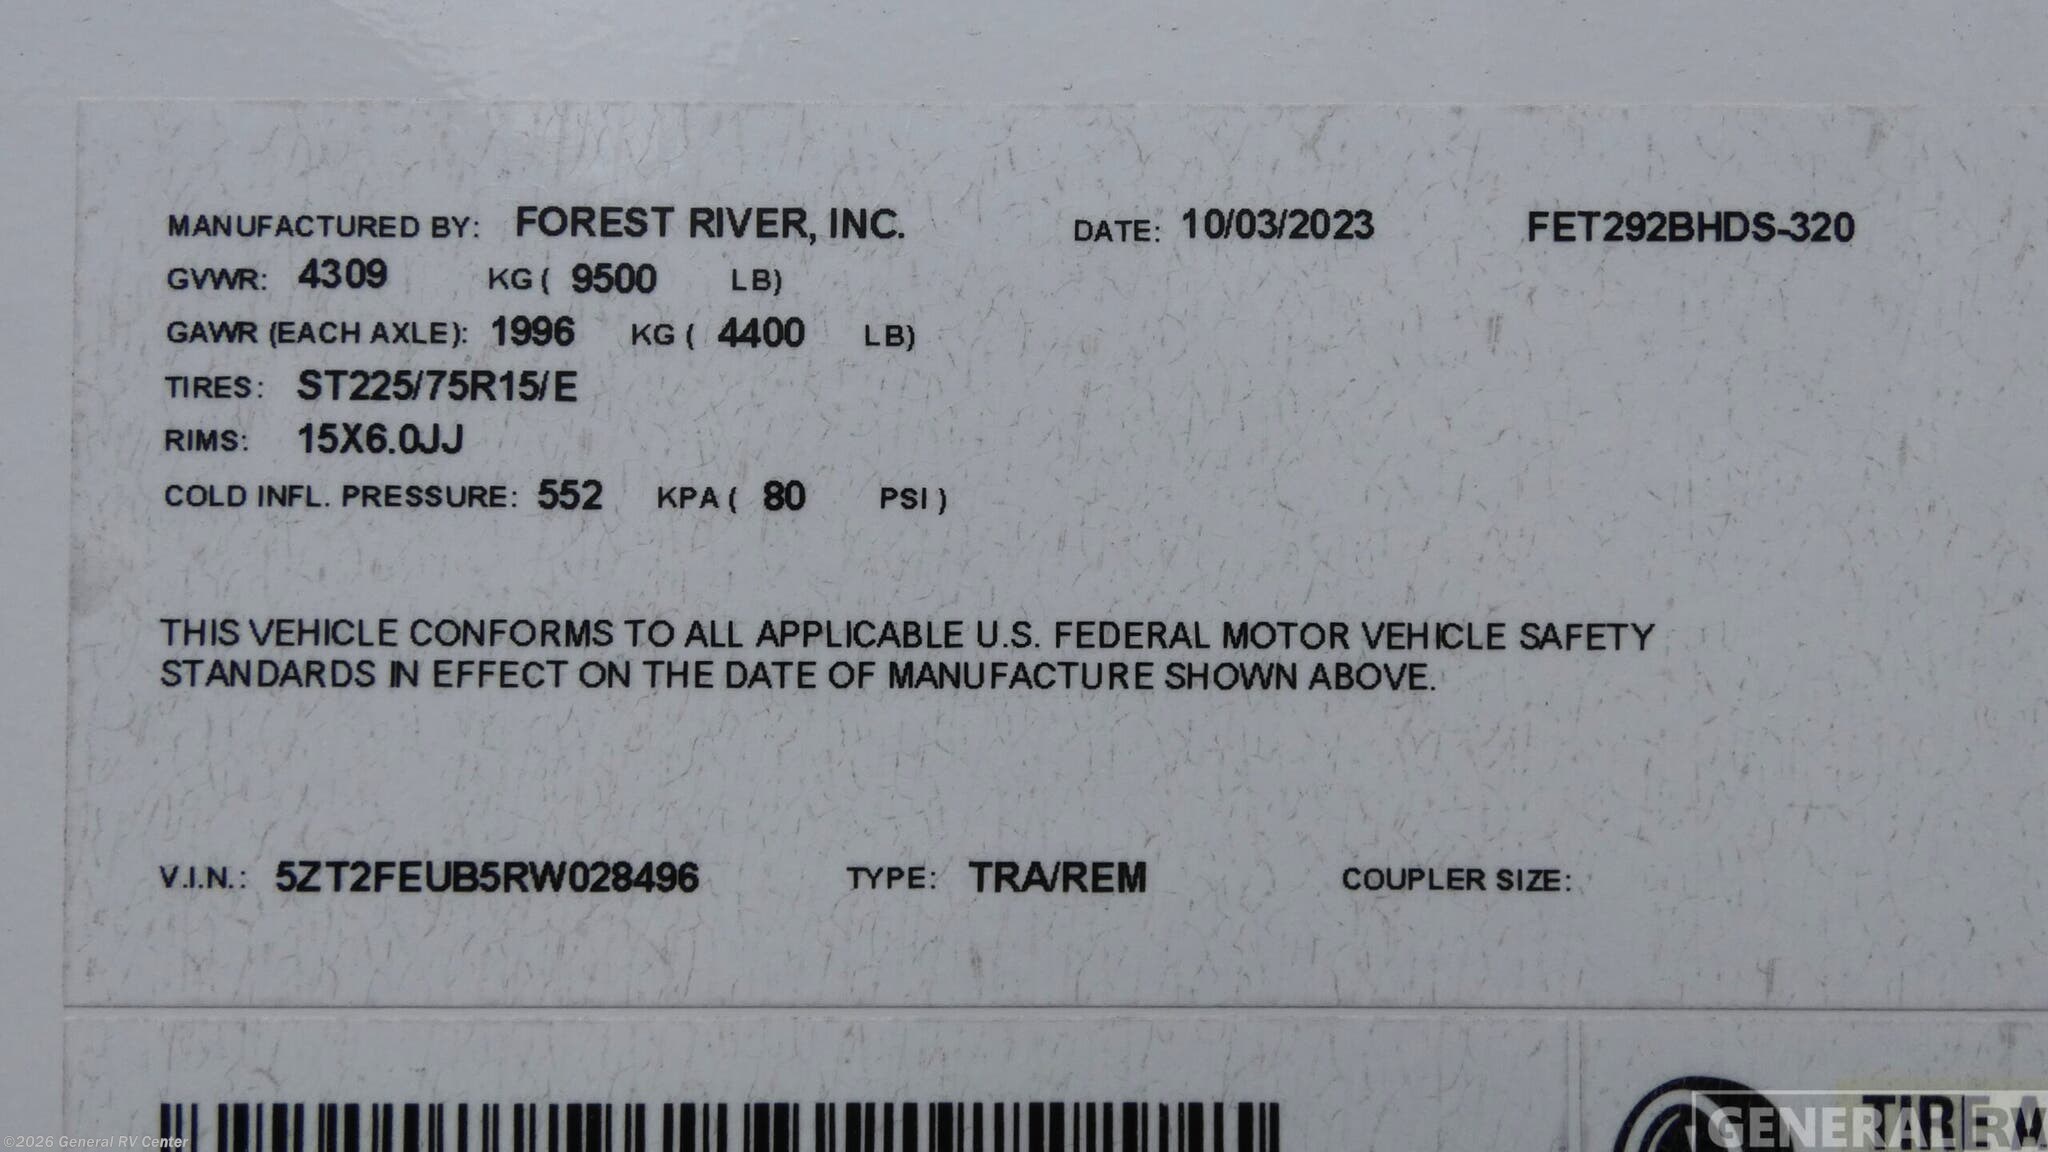 MANUFACTURED BY: FOREST RIVER, INC. DATE: 10/03/2023 FET292BHDS-320
GVWR: 4309 KG ( 9500 LB)
GAWR (EACH AXLE): 1996 KG ( 4400 LB)
TIRES: ST225/75R15/E
RIMS: 15X6.0JJ
COLD INFL. PRESSURE: 552 KPA ( 80 PSI )
THIS VEHICLE CONFORMS TO ALL APPLICABLE U.S. FEDERAL MOTOR VEHICLE SAFETY
STANDARDS IN EFFECT ON THE DATE OF MANUFACTURE SHOWN ABOVE.
V.I.N.: 5ZT2FEUB5RW028496 TYPE: TRA/REM COUPLER SIZE:
TIRE
GENERAL RV
©2026 General RV Center